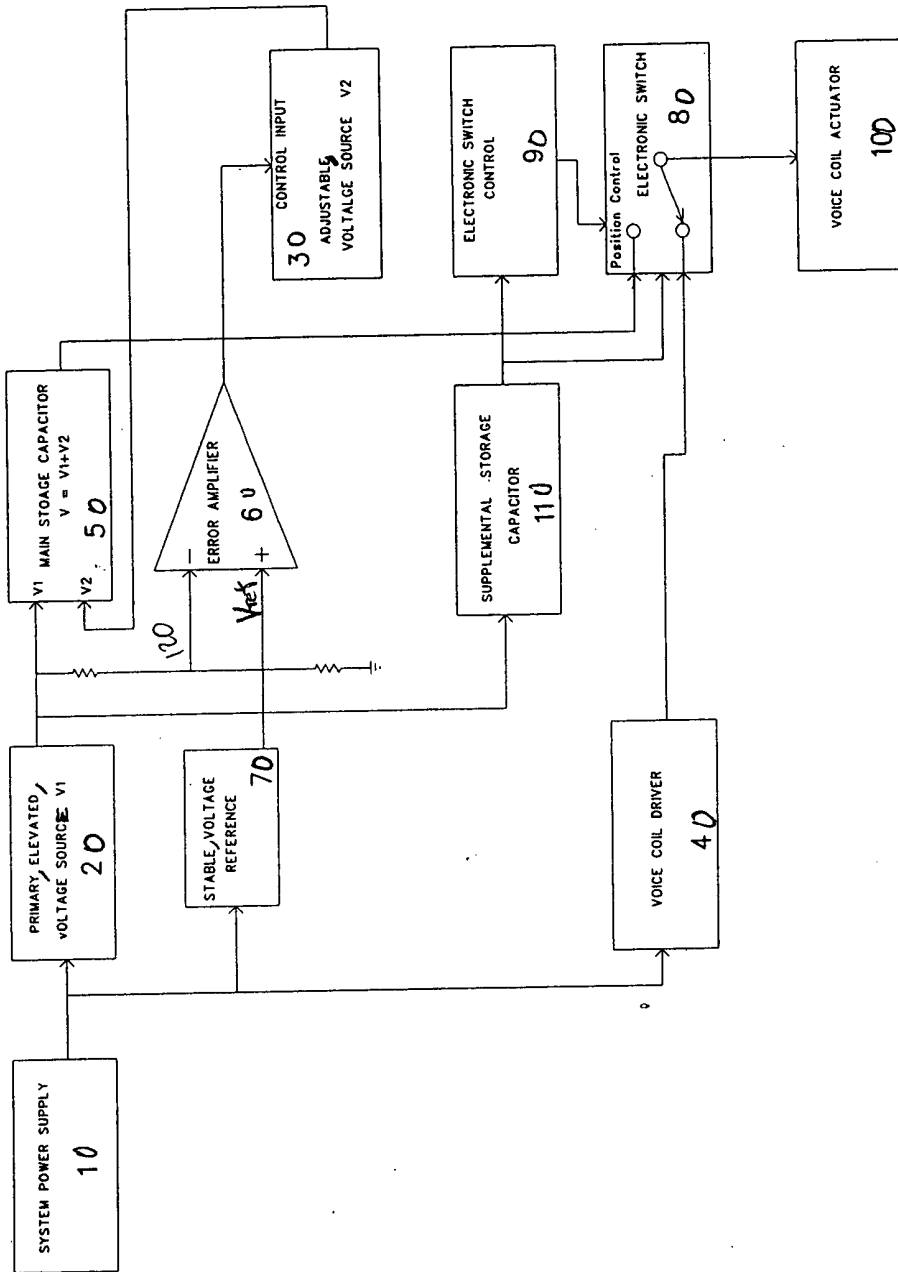 SYSTEM POWER SUPPLY
10
PRIMARY, ELEVATED,
VOLTAGE SOURCE V1
20
V1
MAIN STOAGE CAPACITOR
V = V1+V2
V2
50
STABLE, VOLTAGE
REFERENCE
70
120
Vref
-
+
ERROR AMPLIFIER
60
CONTROL INPUT
30
ADJUSTABLE,
VOLTALGE SOURCE V2
SUPPLEMENTAL STORAGE
CAPACITOR
110
ELECTRONIC SWITCH
CONTROL
90
VOICE COIL DRIVER
40
Position Control
ELECTRONIC SWITCH
80
VOICE COIL ACTUATOR
100